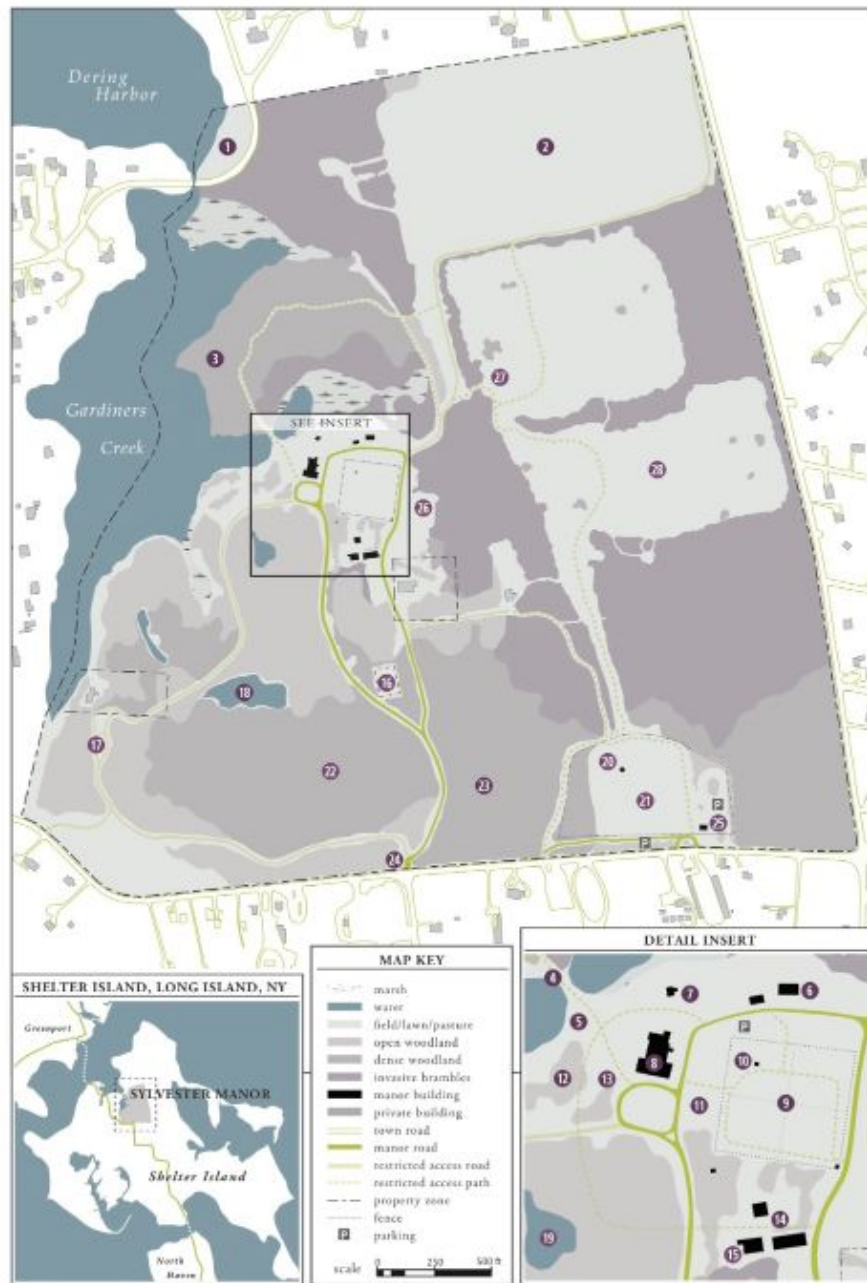 Dering
Harbor
1
2
3
Gardiners
Creek
SEE INSERT
27
28
26
16
18
17
22
23
20
21
P
25
P
24
SHELTER ISLAND, LONG ISLAND, NY
Greenport
SYLVESTER MANOR
Shelter Island
North
Haven
MAP KEY
marsh
water
field/lawn/pasture
open woodland
dense woodland
invasive brambles
manor building
private building
town road
manor road
restricted access road
restricted access path
property zone
fence
P parking
scale 0 250 500 ft
DETAIL INSERT
4
7
6
5
P
8
10
12
13
11
9
14
19
15